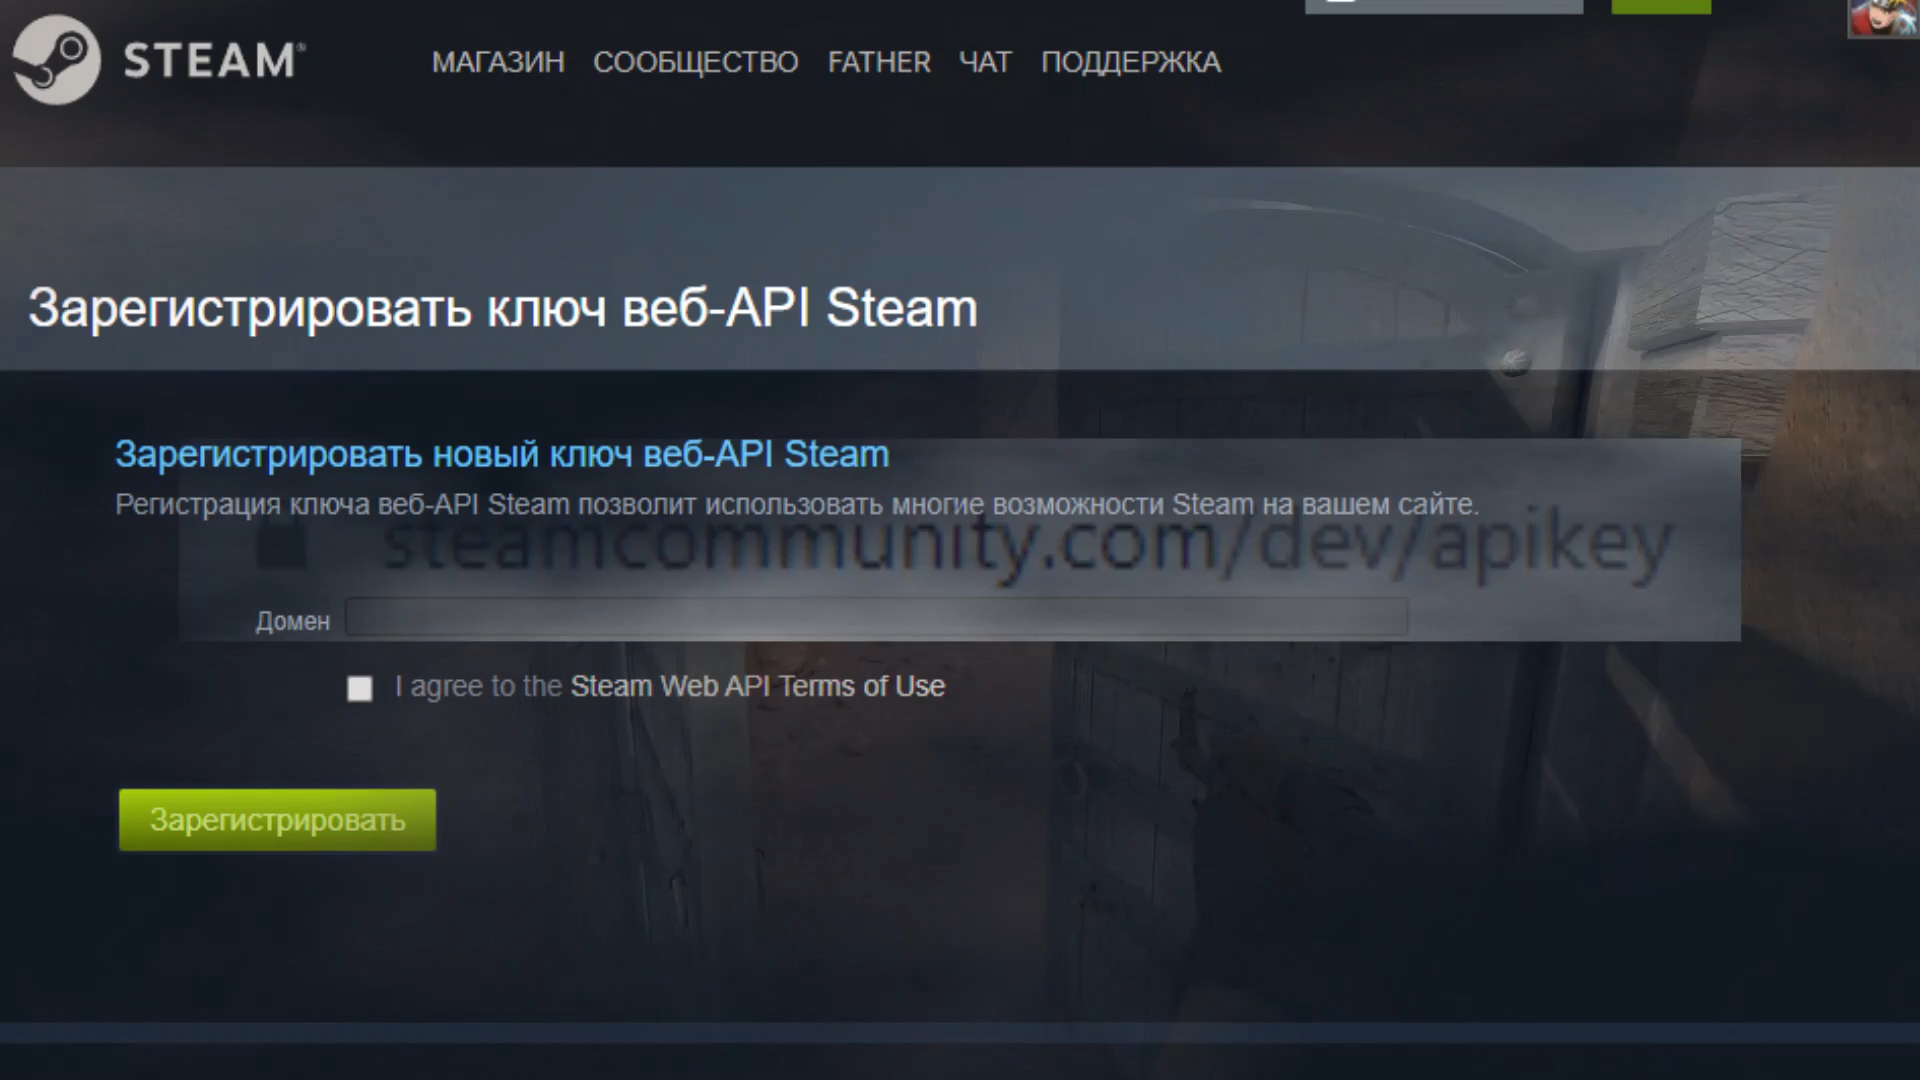 STEAM®
МАГАЗИН СООБЩЕСТВО FATHER ЧАТ ПОДДЕРЖКА
Зарегистрировать ключ веб-API Steam
Зарегистрировать новый ключ веб-API Steam
Регистрация ключа веб-API Steam позволит использовать многие возможности Steam на вашем сайте.
steamcommunity.com/dev/apikey
Домен
I agree to the Steam Web API Terms of Use
Зарегистрировать